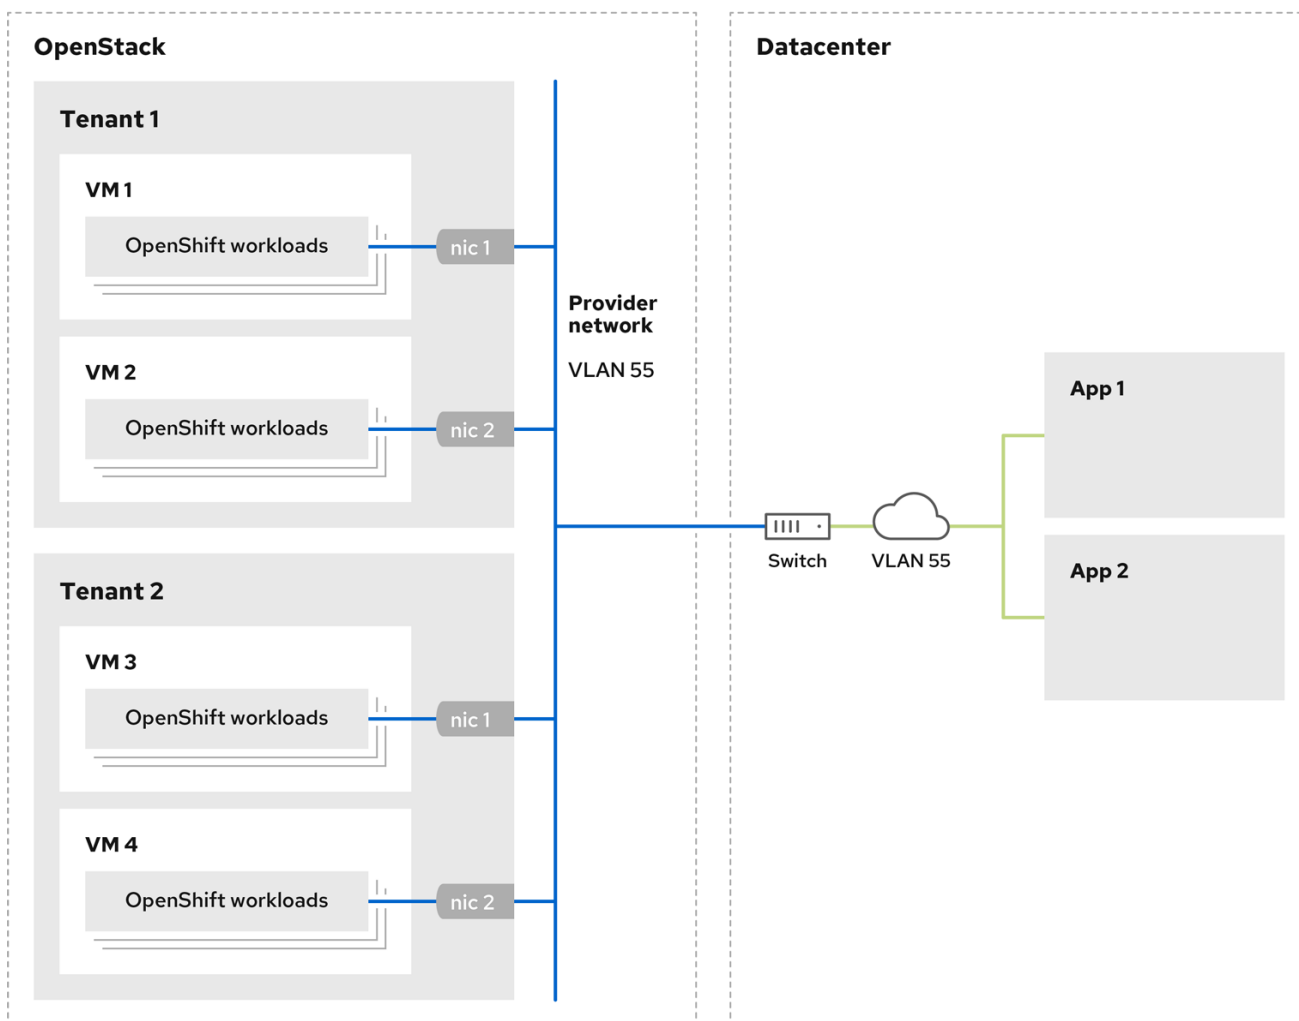 OpenStack
Tenant 1
VM 1
OpenShift workloads
nic 1
VM 2
OpenShift workloads
nic 2
Provider
network
VLAN 55
Tenant 2
VM 3
OpenShift workloads
nic 1
VM 4
OpenShift workloads
nic 2
Datacenter
Switch
VLAN 55
App 1
App 2